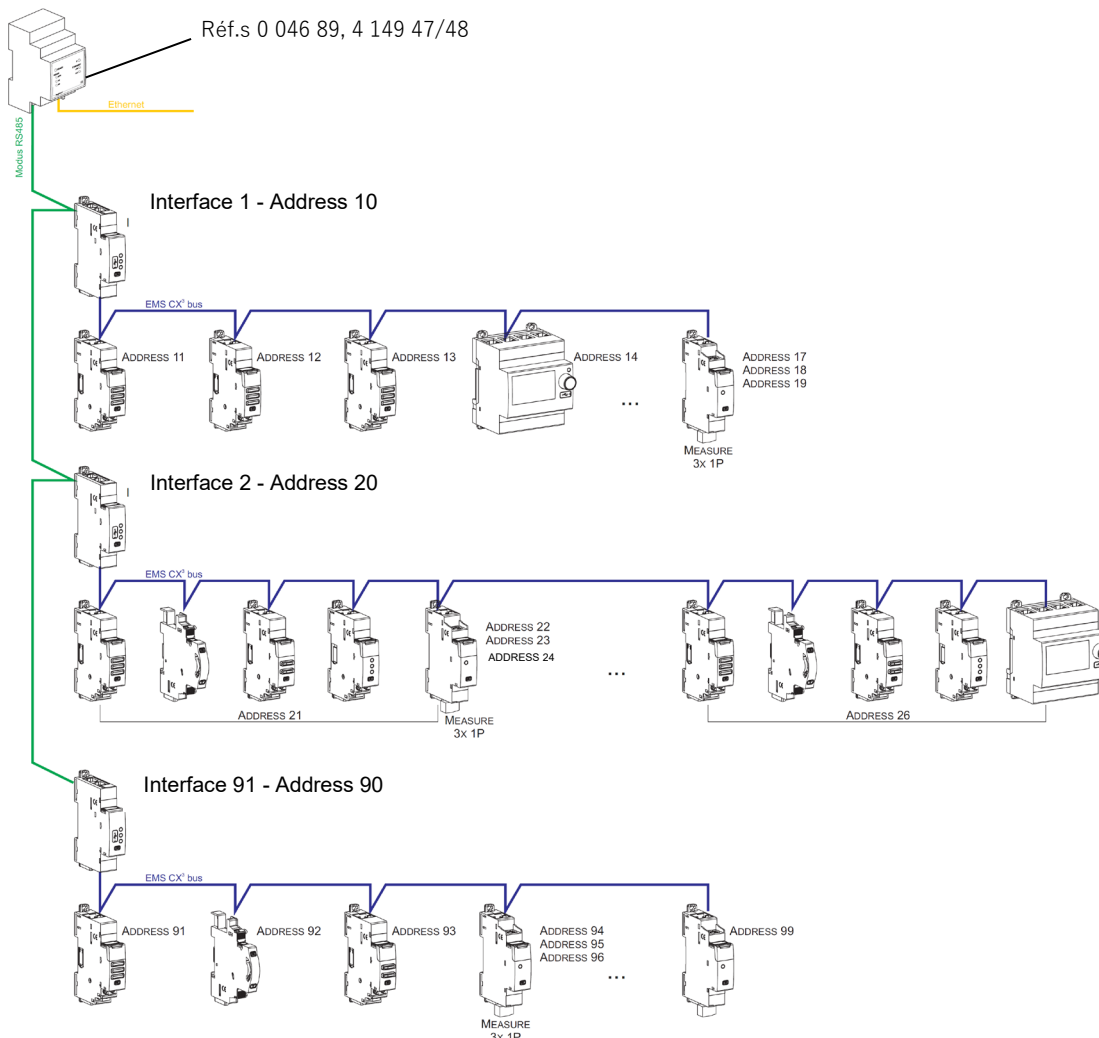 Réf.s 0 046 89, 4 149 47/48
Ethernet
Modus RS485
Interface 1 - Address 10
EMS CX³ bus
ADDRESS 11
ADDRESS 12
ADDRESS 13
ADDRESS 14
ADDRESS 17
ADDRESS 18
ADDRESS 19
...
MEASURE
3X 1P
Interface 2 - Address 20
EMS CX³ bus
ADDRESS 22
ADDRESS 23
ADDRESS 24
...
ADDRESS 21
MEASURE
3X 1P
ADDRESS 26
Interface 91 - Address 90
EMS CX³ bus
ADDRESS 91
ADDRESS 92
ADDRESS 93
ADDRESS 94
ADDRESS 95
ADDRESS 96
ADDRESS 99
...
MEASURE
3X 1P